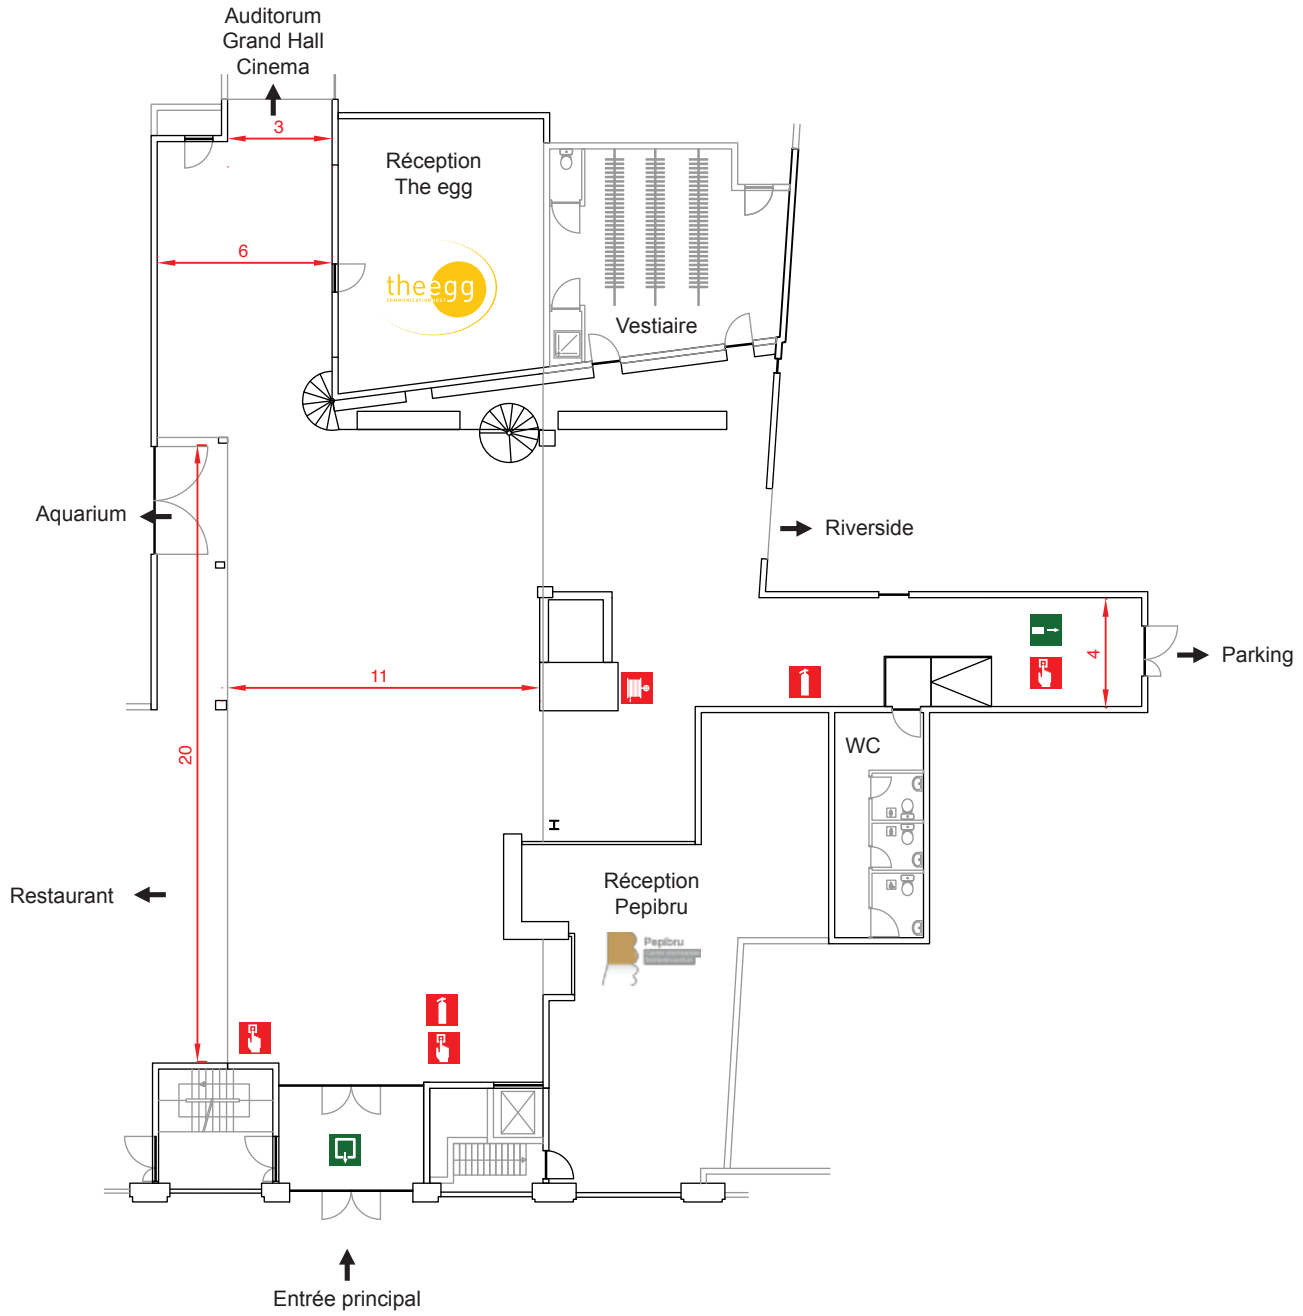 Auditorum
Grand Hall
Cinema
3
Réception
The egg
6
theegg
Vestiaire
Aquarium
Riverside
4
Parking
11
20
WC
Restaurant
Réception
Pepibru
Pepibru
Entrée principal